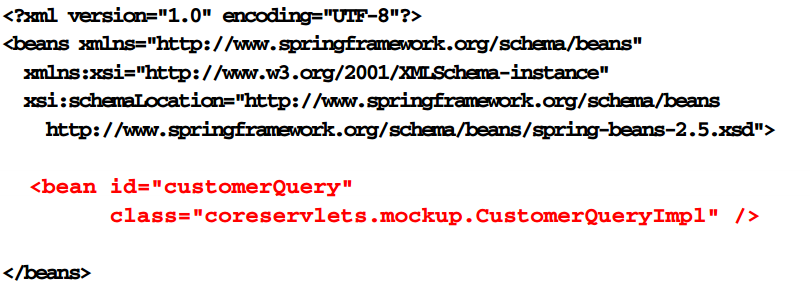 <?xml version="1.0" encoding="UTF-8"?>
<beans xmlns="http://www.springframework.org/schema/beans"
xmlns:xsi="http://www.w3.org/2001/XMLSchema-instance"
xsi:schemaLocation="http://www.springframework.org/schema/beans
http://www.springframework.org/schema/beans/spring-beans-2.5.xsd">
<bean id="customerQuery"
class="coreservlets.mockup.CustomerQueryImpl" />
</beans>